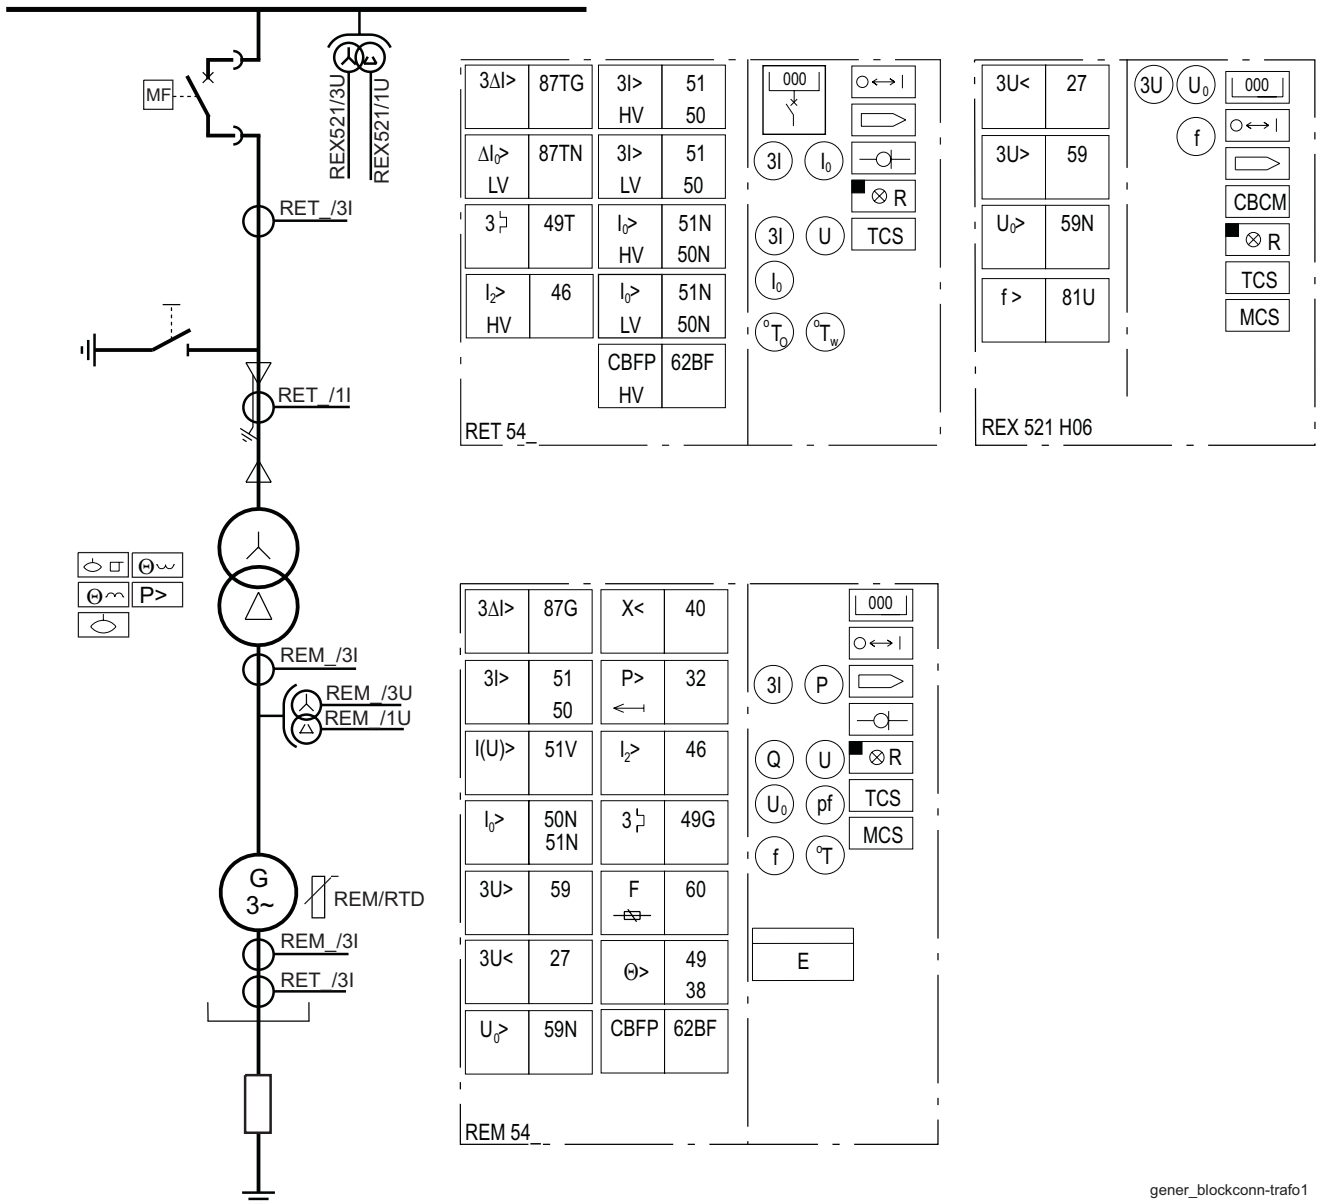 MF
REX521/3U
REX521/1U
RET_/3I
RET_/1I
P>
REM_/3I
REM_/3U
REM_/1U
G
3~
REM/RTD
REM_/3I
RET_/3I
3ΔI> 87TG 3I> 51
HV 50
ΔI₀> 87TN 3I> 51
LV LV 50
3 49T I₀> 51N
HV 50N
I₂> 46 I₀> 51N
HV LV 50N
CBFP 62BF
HV
RET 54_
000
3I I₀
R
3I U TCS
I₀
°T₀ °Tw
3U< 27
3U> 59
U₀> 59N
f > 81U
REX 521 H06
3U U₀ 000
f
CBCM
R
TCS
MCS
3ΔI> 87G X< 40
3I> 51 P> 32
50
I(U)> 51V I₂> 46
I₀> 50N 3 49G
51N
3U> 59 F 60
3U< 27 Θ> 49
38
U₀> 59N CBFP 62BF
REM 54_
000
3I P
Q U R
U₀ pf TCS
MCS
f °T
E
gener_blockconn-trafo1